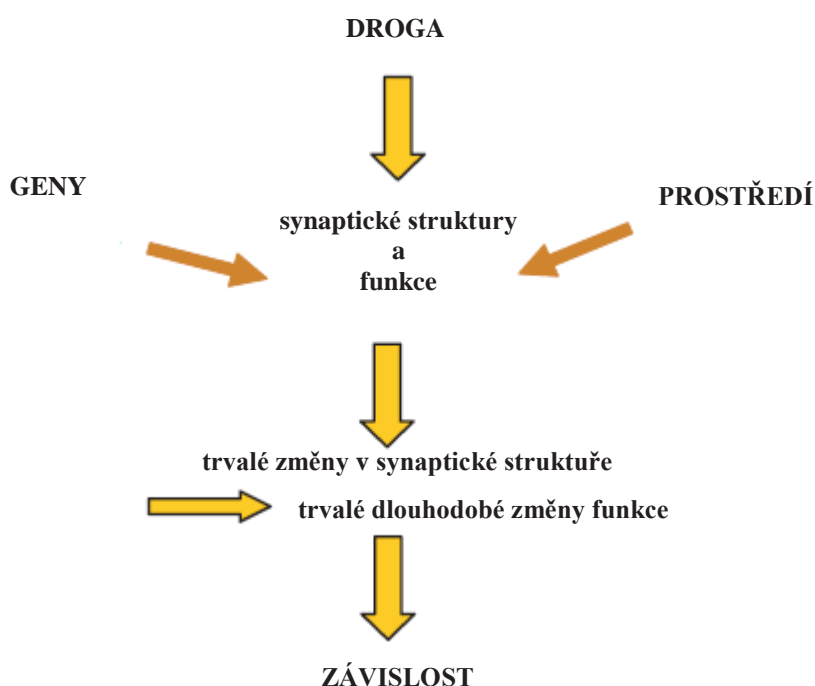 DROGA
GENY
PROSTŘEDÍ
synaptické struktury
a
funkce
trvalé změny v synaptické struktuře
trvalé dlouhodobé změny funkce
ZÁVISLOST